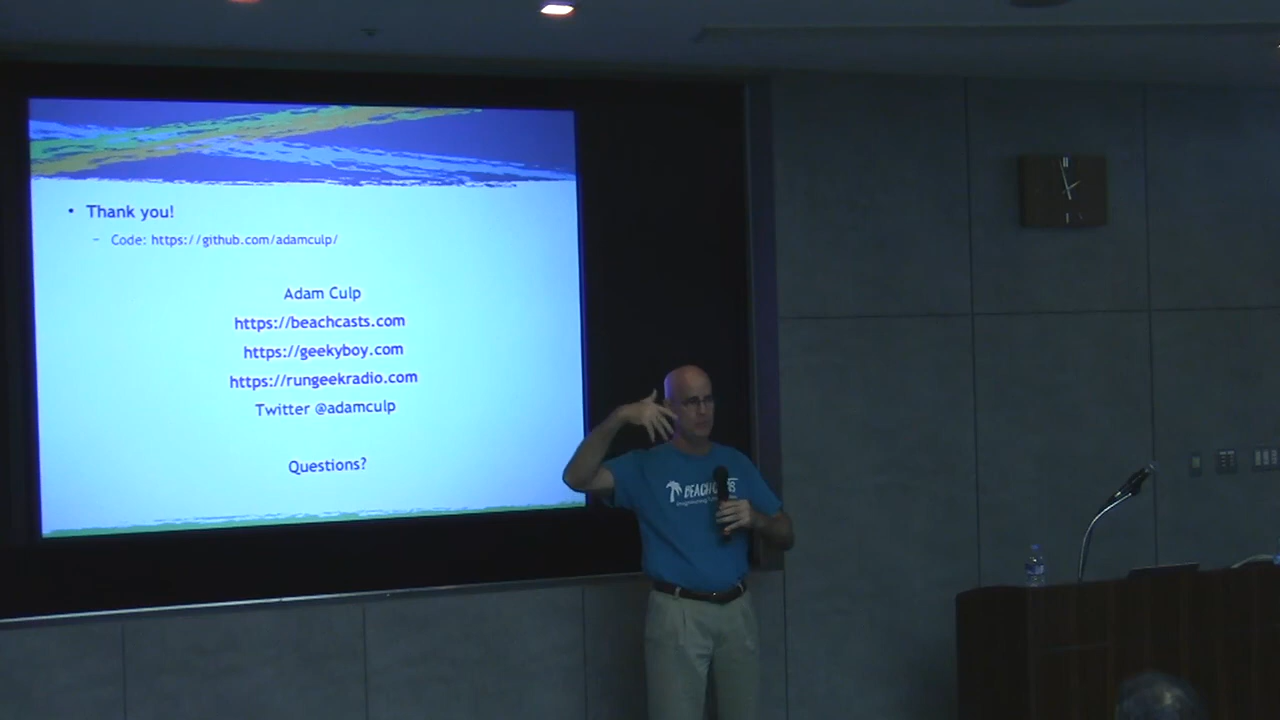 • Thank you!
– Code: https://github.com/adamculp/
Adam Culp
https://beachcasts.com
https://geekyboy.com
https://rungeekradio.com
Twitter @adamculp
Questions?